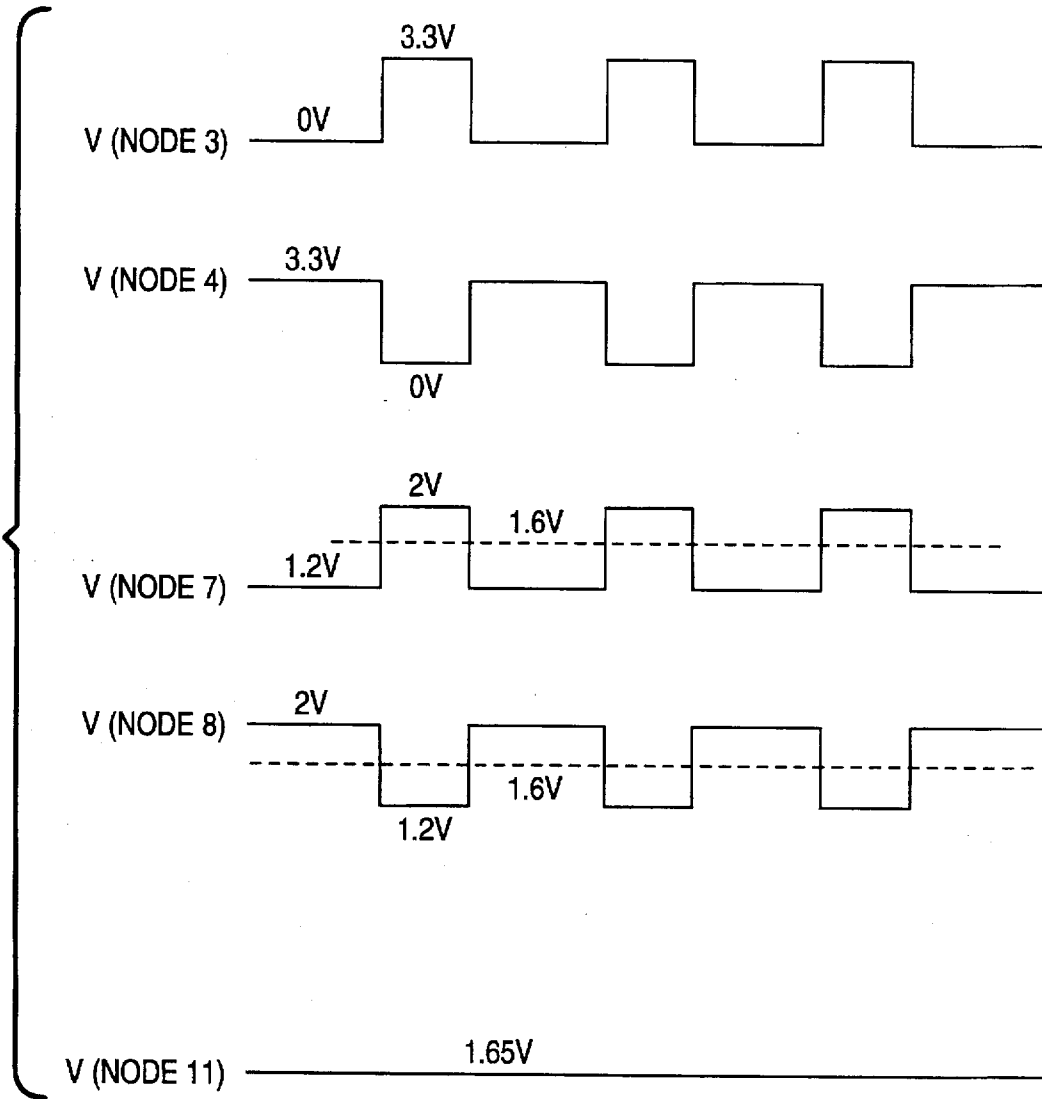 3.3V
0V
V (NODE 3)
3.3V
V (NODE 4)
0V
2V
1.6V
1.2V
V (NODE 7)
2V
V (NODE 8)
1.6V
1.2V
1.65V
V (NODE 11)